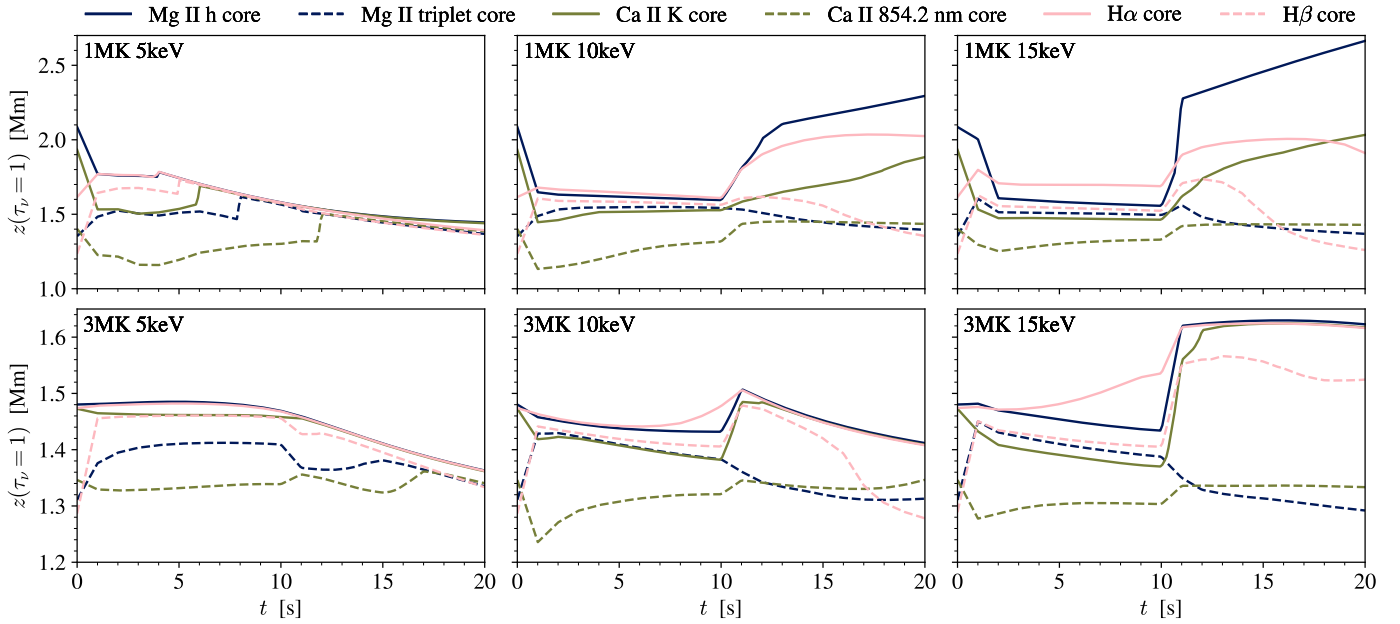 Mg II h core Mg II triplet core Ca II K core Ca II 854.2 nm core Hα core Hβ core
1MK 5keV 1MK 10keV 1MK 15keV
2.5
2.0
1.5
1.0
z(τν = 1) [Mm]
3MK 5keV 3MK 10keV 3MK 15keV
1.6
1.5
1.4
1.3
1.2
z(τν = 1) [Mm]
0 5 10 15 20 0 5 10 15 20 0 5 10 15 20
t [s] t [s] t [s]